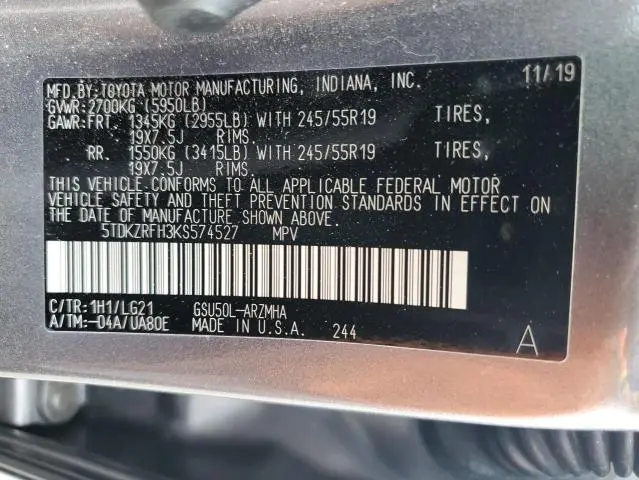 MFD. BY: TOYOTA MOTOR MANUFACTURING, INDIANA, INC. 11/19
GVWR: 2700KG (5950LB)
GAWR: FRT. 1345KG (2955LB) WITH 245/55R19 TIRES,
19X7.5J RIMS.
RR. 1550KG (3415LB) WITH 245/55R19 TIRES,
19X7.5J RIMS.
THIS VEHICLE CONFORMS TO ALL APPLICABLE FEDERAL MOTOR
VEHICLE SAFETY AND THEFT PREVENTION STANDARDS IN EFFECT ON
THE DATE OF MANUFACTURE SHOWN ABOVE.
5TDKZRFH3KS574527 MPV
C/TR: 1H1/LG21 GSU50L-ARZMHA
A/TM: -04A/UA80E MADE IN U.S.A. 244 A